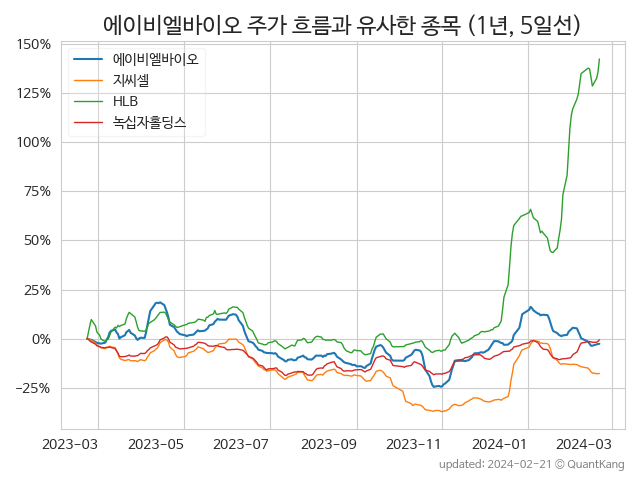 에이비엘바이오 주가 흐름과 유사한 종목 (1년, 5일선)
150%
125%
100%
75%
50%
25%
0%
−25%
에이비엘바이오
지씨셀
HLB
녹십자홀딩스
2023-03
2023-05
2023-07
2023-09
2023-11
2024-01
2024-03
updated: 2024-02-21 © QuantKang